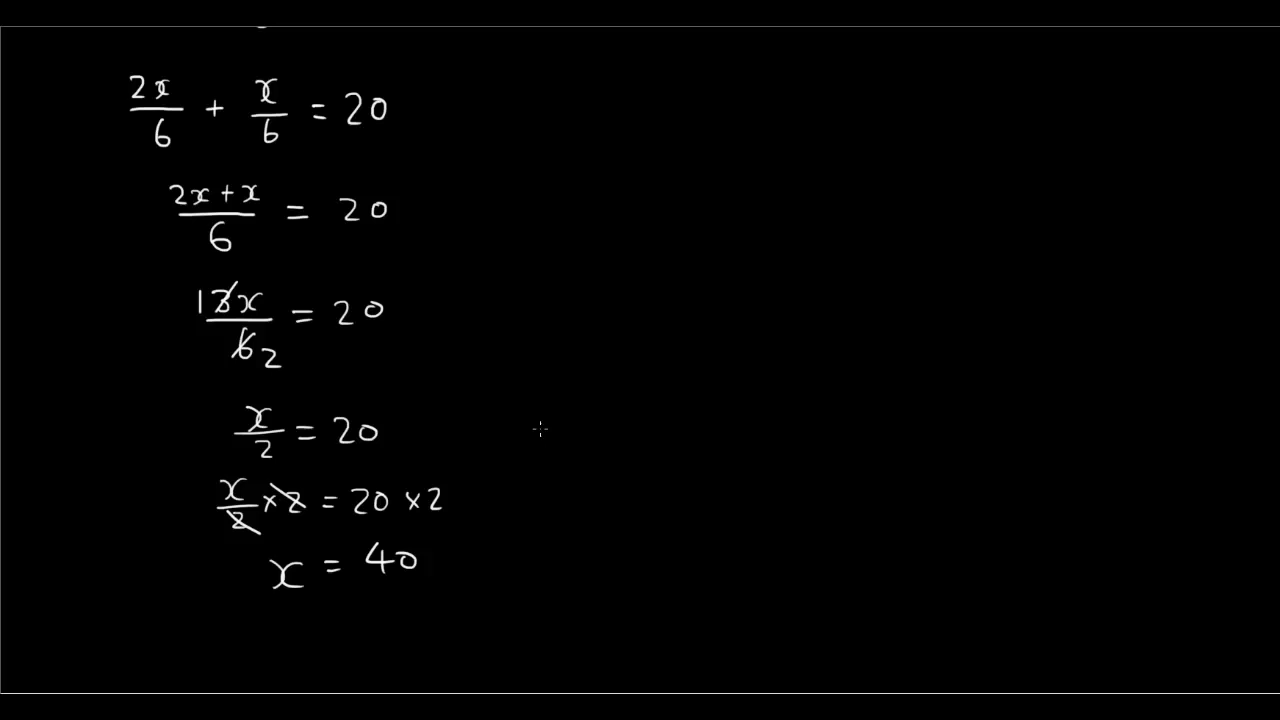 2x/6 + x/6 = 20
2x + x/6 = 20
1 3x/6 2 = 20
x/2 = 20
x/2 × 2 = 20 × 2
x = 40